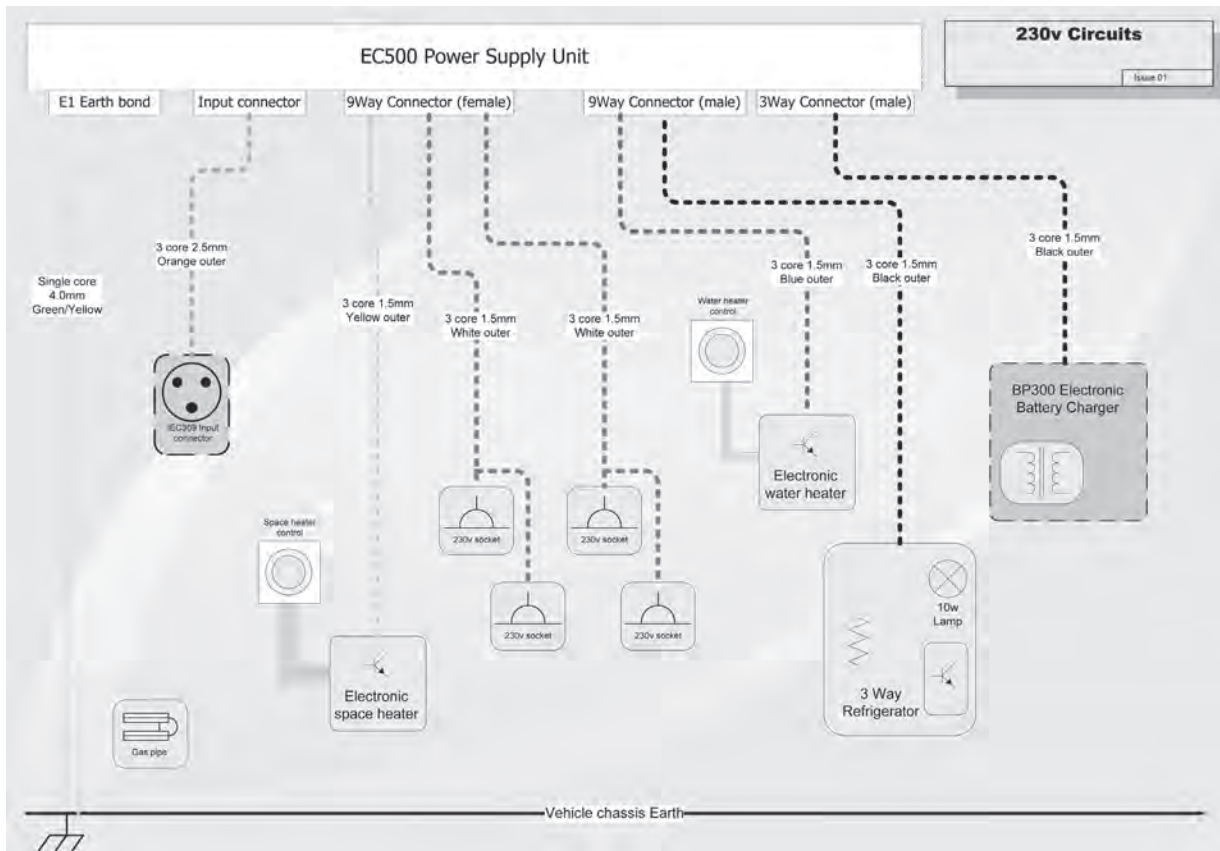 EC500 Power Supply Unit
230v Circuits
Issue 01
E1 Earth bond
Input connector
9Way Connector (female)
9Way Connector (male)
3Way Connector (male)
3 core 2.5mm
Orange outer
Single core
4.0mm
Green/Yellow
3 core 1.5mm
Yellow outer
3 core 1.5mm
White outer
3 core 1.5mm
White outer
3 core 1.5mm
Blue outer
3 core 1.5mm
Black outer
3 core 1.5mm
Black outer
Water heater
control
IEC309 Input
connector
BP300 Electronic
Battery Charger
Electronic
water heater
Space heater
control
230v socket
230v socket
230v socket
230v socket
10w
Lamp
3 Way
Refrigerator
Electronic
space heater
Gas pipe
Vehicle chassis Earth